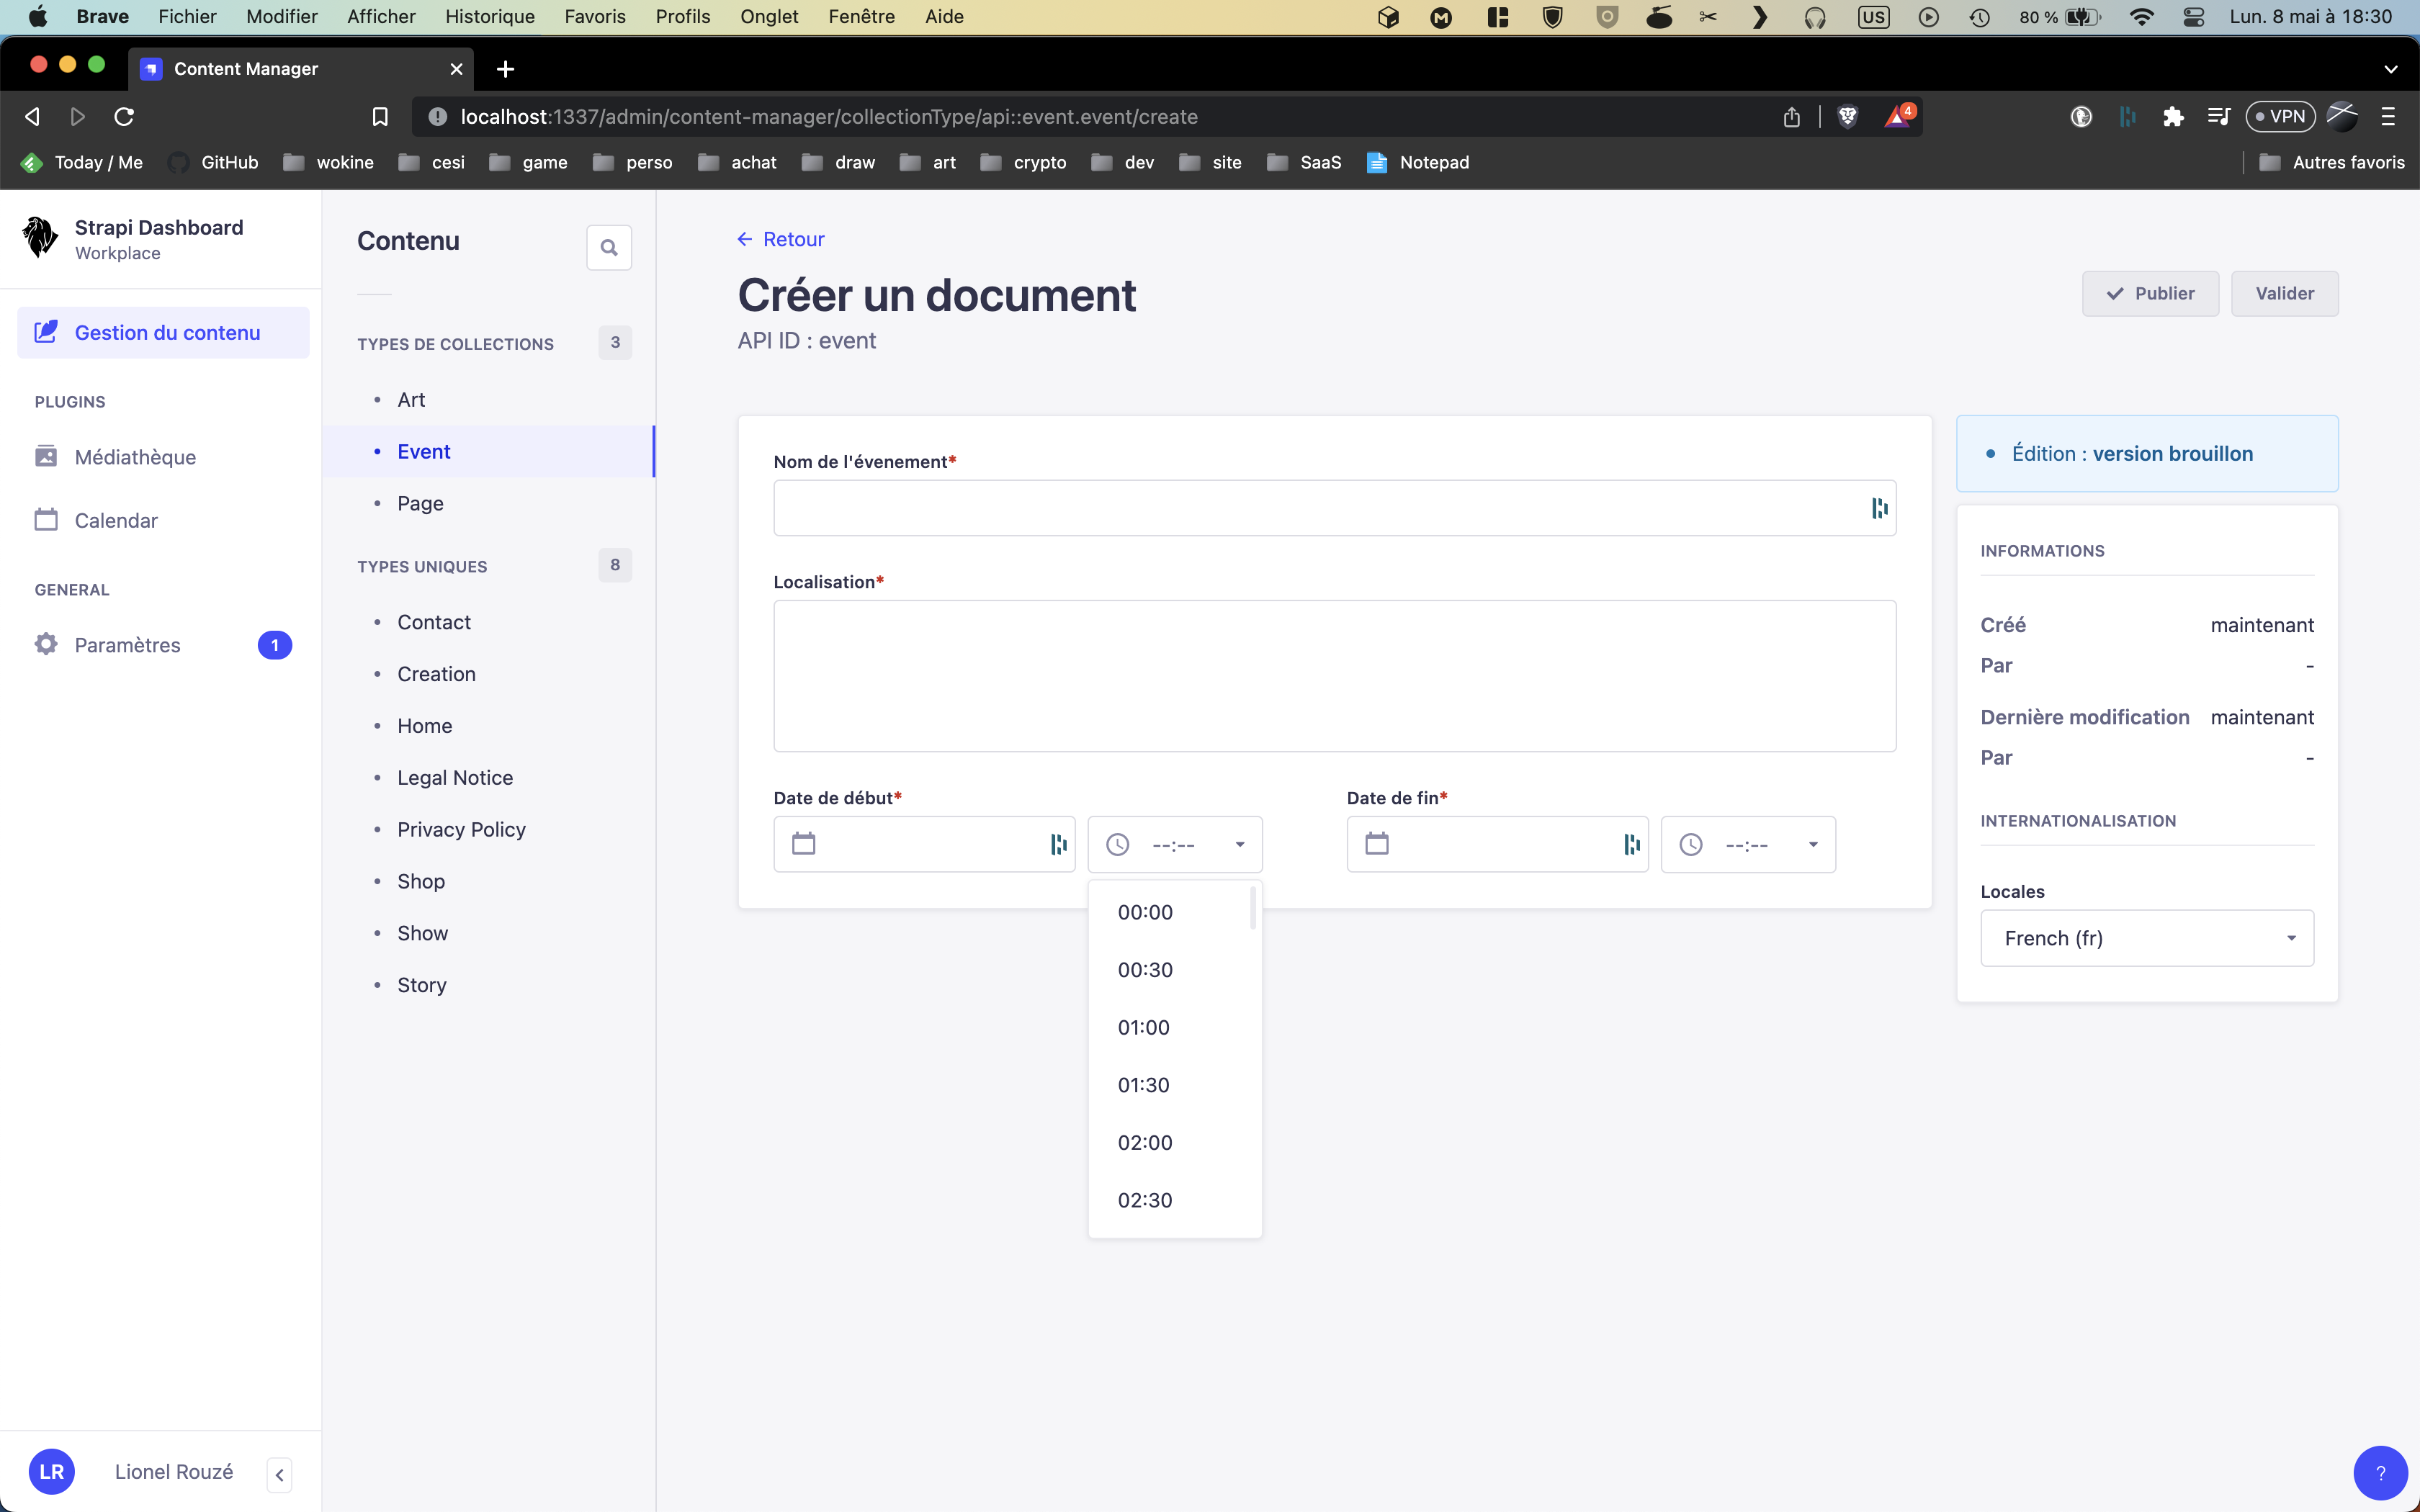 Brave Fichier Modifier Afficher Historique Favoris Profils Onglet Fenêtre Aide US 80 % Lun. 8 mai à 18:30
Content Manager
localhost:1337/admin/content-manager/collectionType/api::event.event/create 4 VPN
Today / Me GitHub wokine cesi game perso achat draw art crypto dev site SaaS Notepad Autres favoris
Strapi Dashboard
Workplace
Gestion du contenu
PLUGINS
Médiathèque
Calendar
GENERAL
Paramètres 1
LR Lionel Rouzé
Contenu
TYPES DE COLLECTIONS 3
Art
Event
Page
TYPES UNIQUES 8
Contact
Creation
Home
Legal Notice
Privacy Policy
Shop
Show
Story
Retour
Créer un document
API ID : event
Publier Valider
Nom de l'évenement*
Localisation*
Date de début* Date de fin*
--:-- --:--
00:00
00:30
01:00
01:30
02:00
02:30
Édition : version brouillon
INFORMATIONS
Créé maintenant
Par -
Dernière modification maintenant
Par -
INTERNATIONALISATION
Locales
French (fr)
?